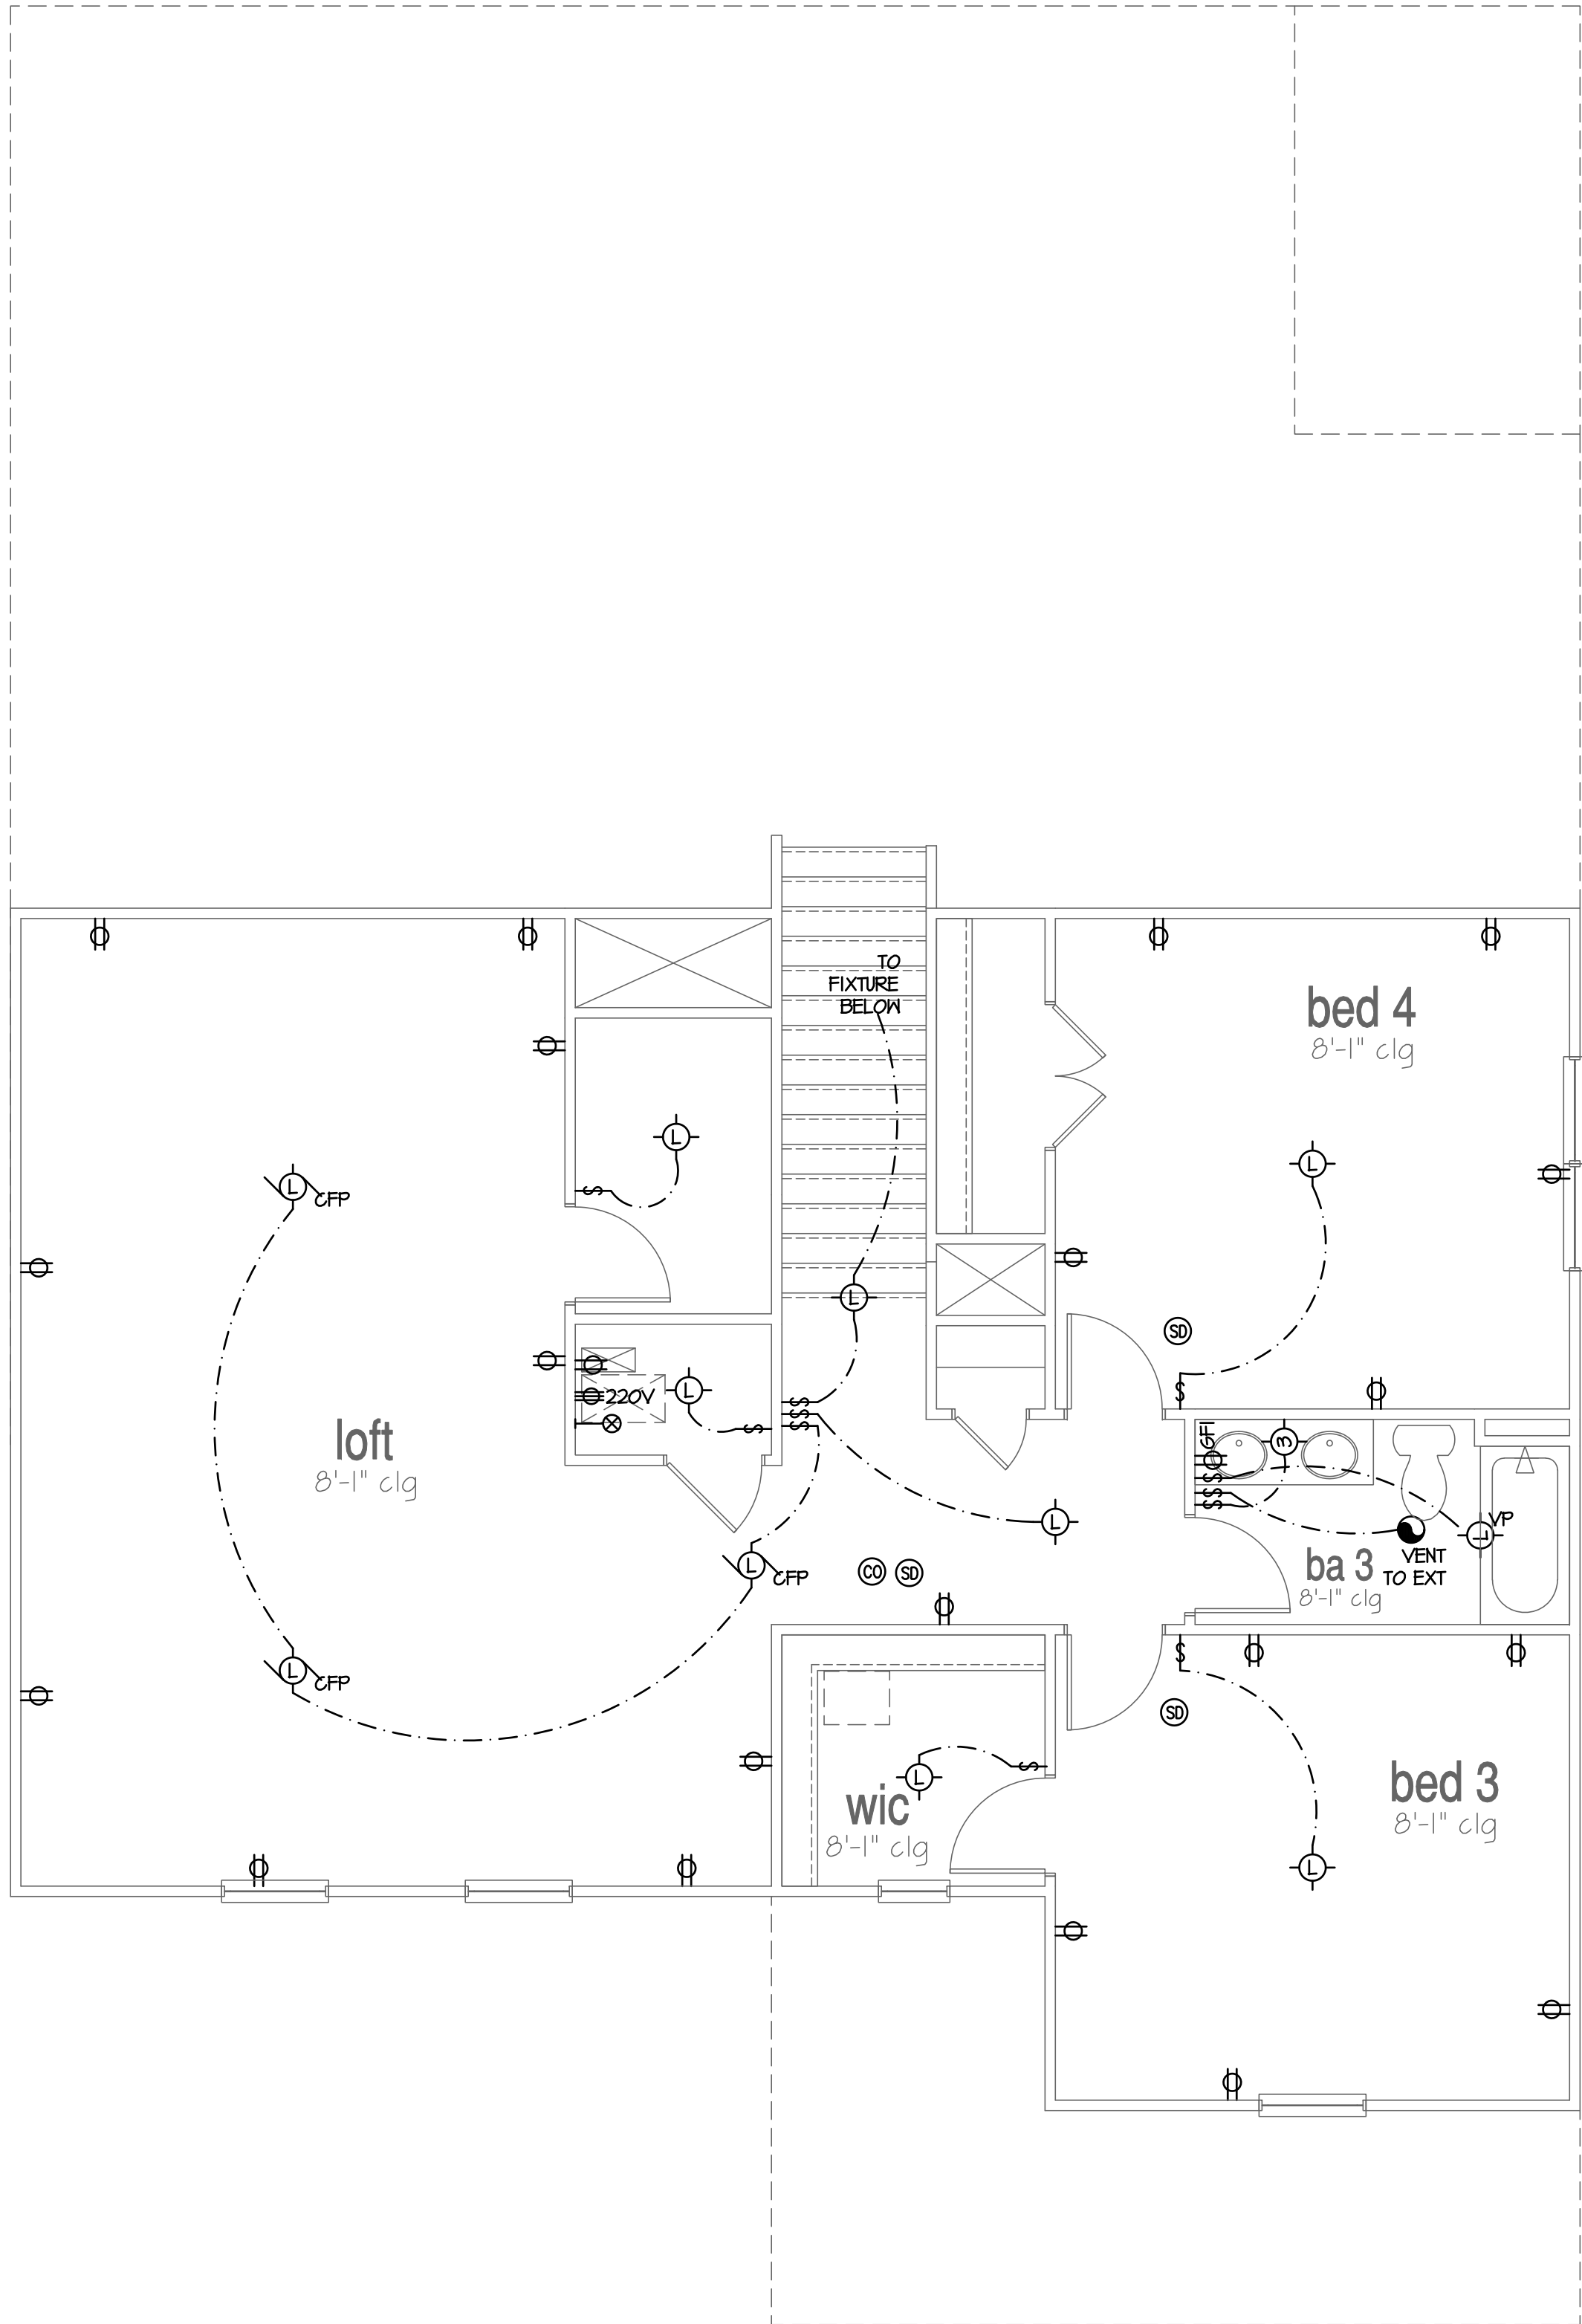 TO
FIXTURE
BELOW
bed 4
8'-1" clg
L
L
L
CFP
L
SD
S
S
L
220V
S
S
S
S
loft
8'-1" clg
GFI
3
S
S
S
L
L
VP
VENT
TO EXT
ba 3
8'-1" clg
L
CFP
CO
SD
L
CFP
S
SD
S
L
wic
8'-1" clg
bed 3
8'-1" clg
L